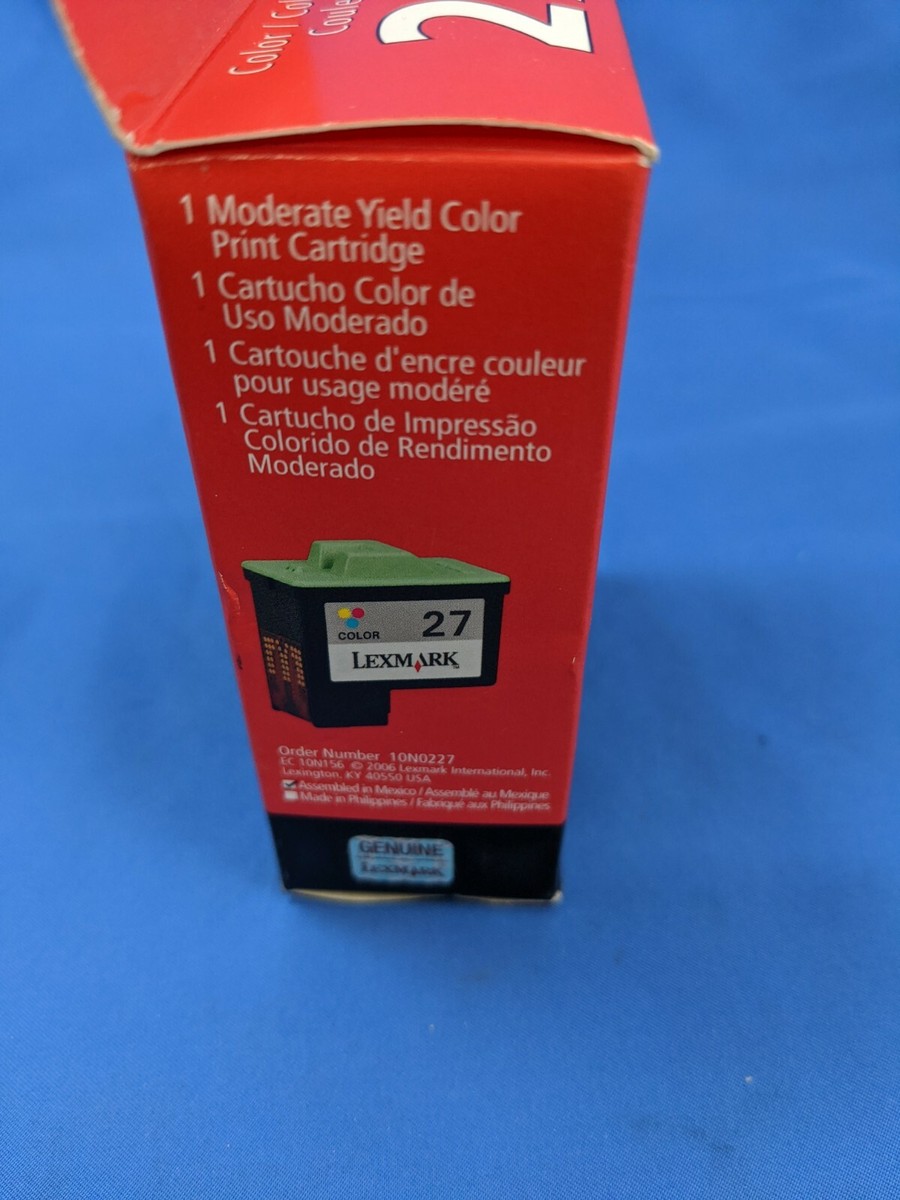 Color / Co
Coule
2
1 Moderate Yield Color
Print Cartridge
1 Cartucho Color de
Uso Moderado
1 Cartouche d'encre couleur
pour usage modéré
1 Cartucho de Impressão
Colorido de Rendimento
Moderado
COLOR 27
LEXMARK™
Order Number 10N0227
EC 10N156 © 2006 Lexmark International, Inc.
Lexington, KY 40550 USA
Assembled in Mexico / Assemblé au Mexique
Made in Philippines / Fabriqué aux Philippines
GENUINE
LEXMARK